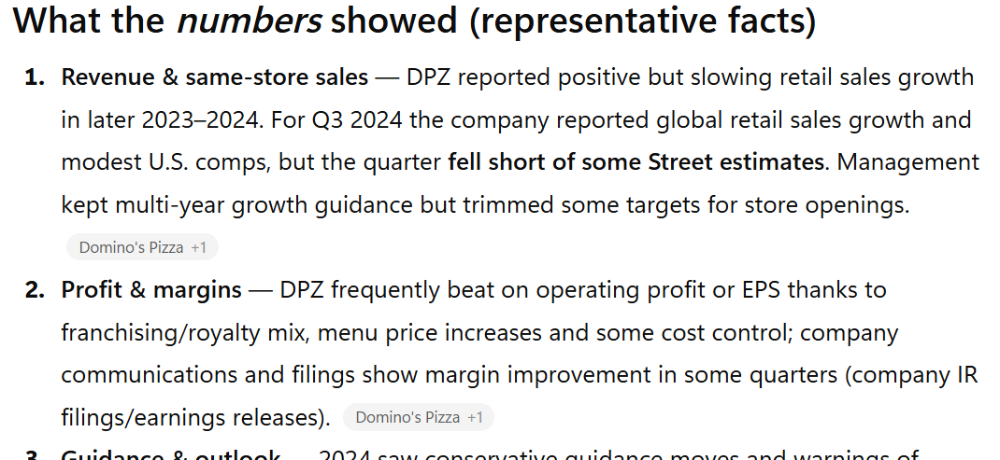 What the numbers showed (representative facts)
1. Revenue & same-store sales — DPZ reported positive but slowing retail sales growth
in later 2023–2024. For Q3 2024 the company reported global retail sales growth and
modest U.S. comps, but the quarter fell short of some Street estimates. Management
kept multi-year growth guidance but trimmed some targets for store openings.
Domino's Pizza +1
2. Profit & margins — DPZ frequently beat on operating profit or EPS thanks to
franchising/royalty mix, menu price increases and some cost control; company
communications and filings show margin improvement in some quarters (company IR
filings/earnings releases). Domino's Pizza +1
3. Guidance & outlook — 2024 saw conservative guidance moves and warnings of